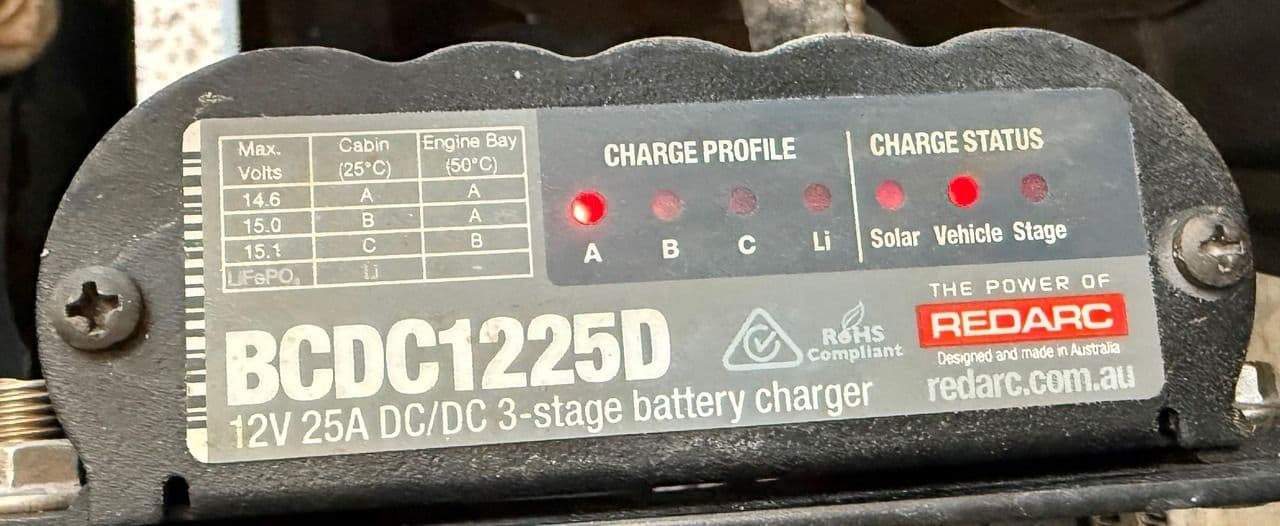 Max. Volts Cabin (25°C) Engine Bay (50°C)
14.6 A A
15.0 B A
15.1 C B
LiFePO₄ Li
CHARGE PROFILE
A B C Li
CHARGE STATUS
Solar Vehicle Stage
BCDC1225D
12V 25A DC/DC 3-stage battery charger
RoHS
Compliant
THE POWER OF
REDARC
Designed and made in Australia
redarc.com.au